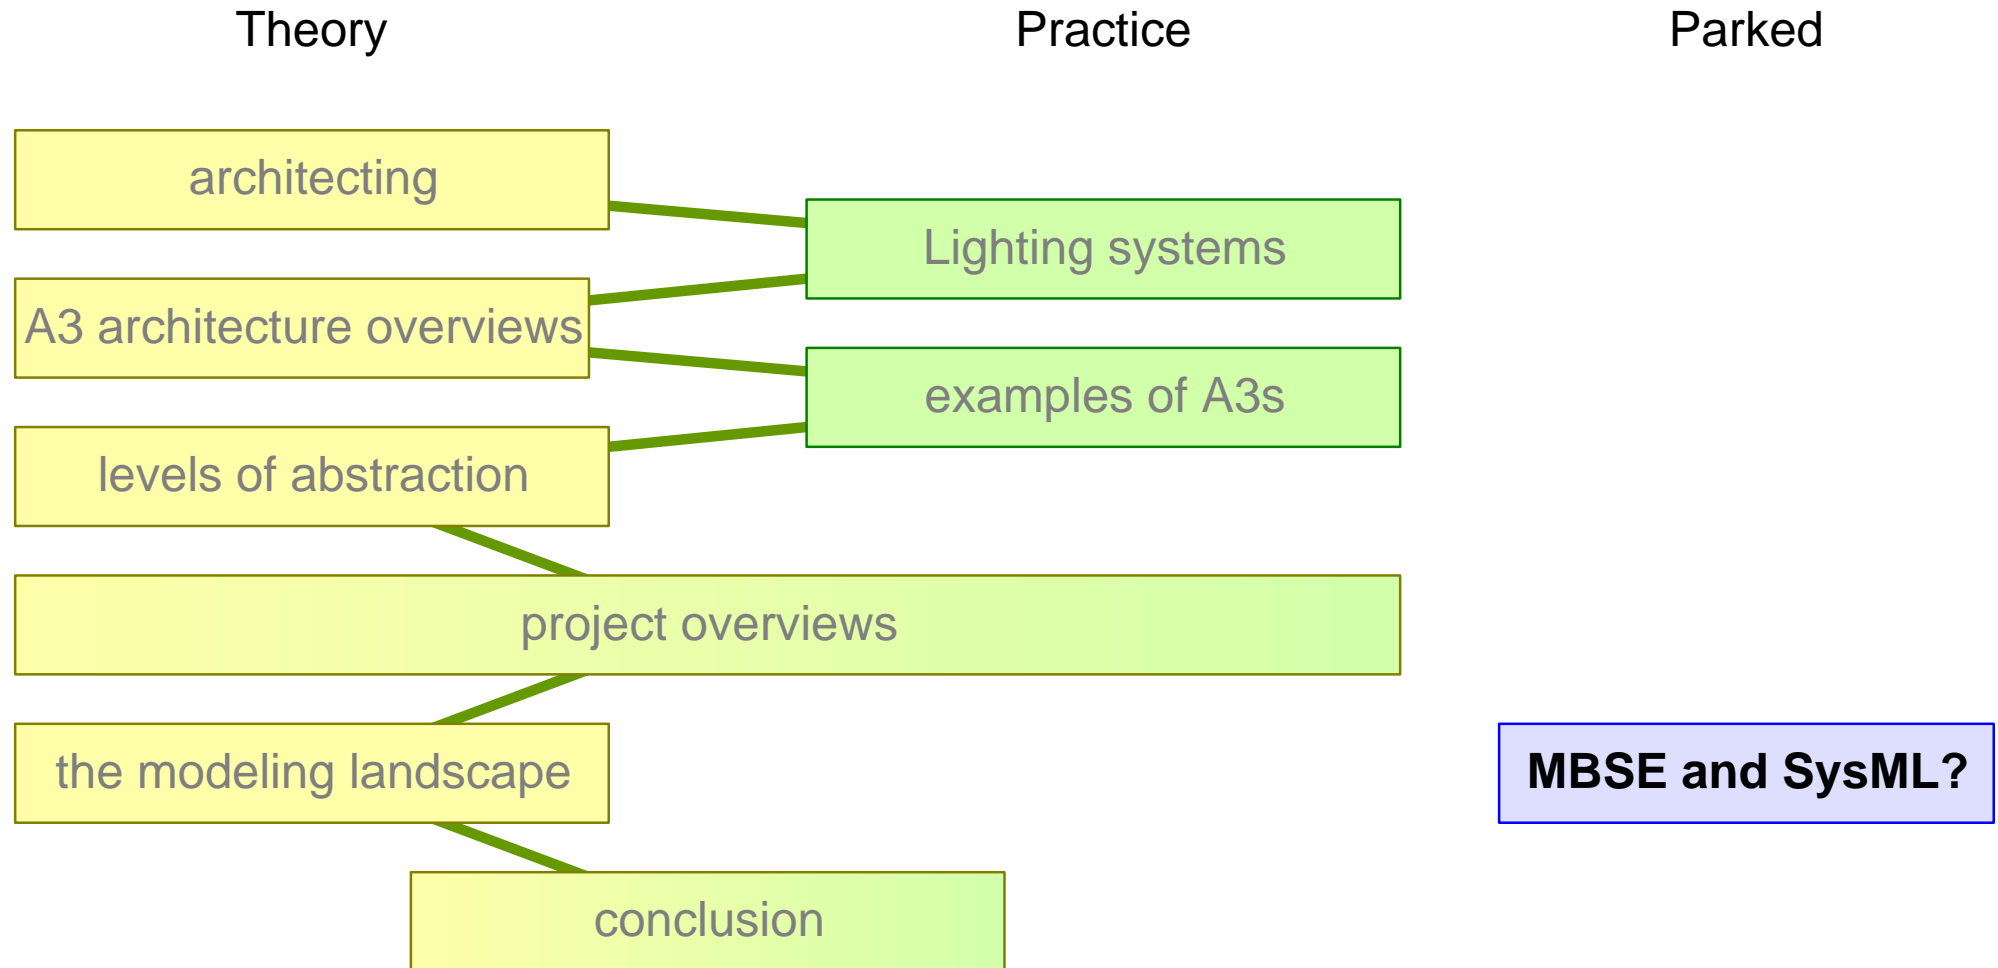 Theory
Practice
Parked
architecting
Lighting systems
A3 architecture overviews
examples of A3s
levels of abstraction
project overviews
the modeling landscape
MBSE and SysML?
conclusion